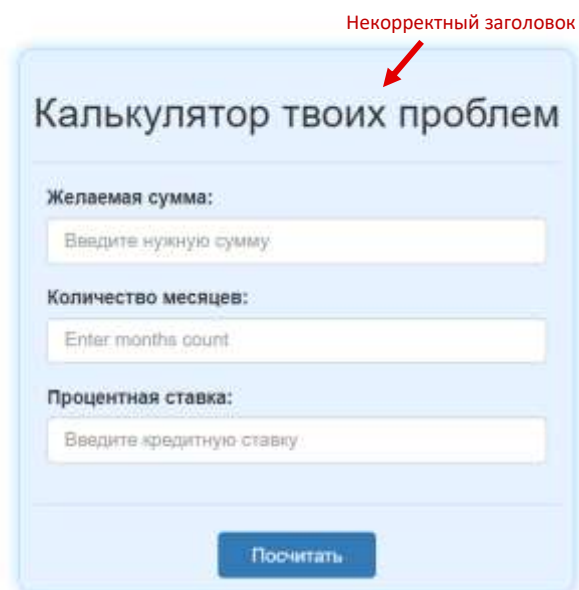 Некорректный заголовок
Калькулятор твоих проблем
Желаемая сумма:
Введите нужную сумму
Количество месяцев:
Enter months count
Процентная ставка:
Введите кредитную ставку
Посчитать